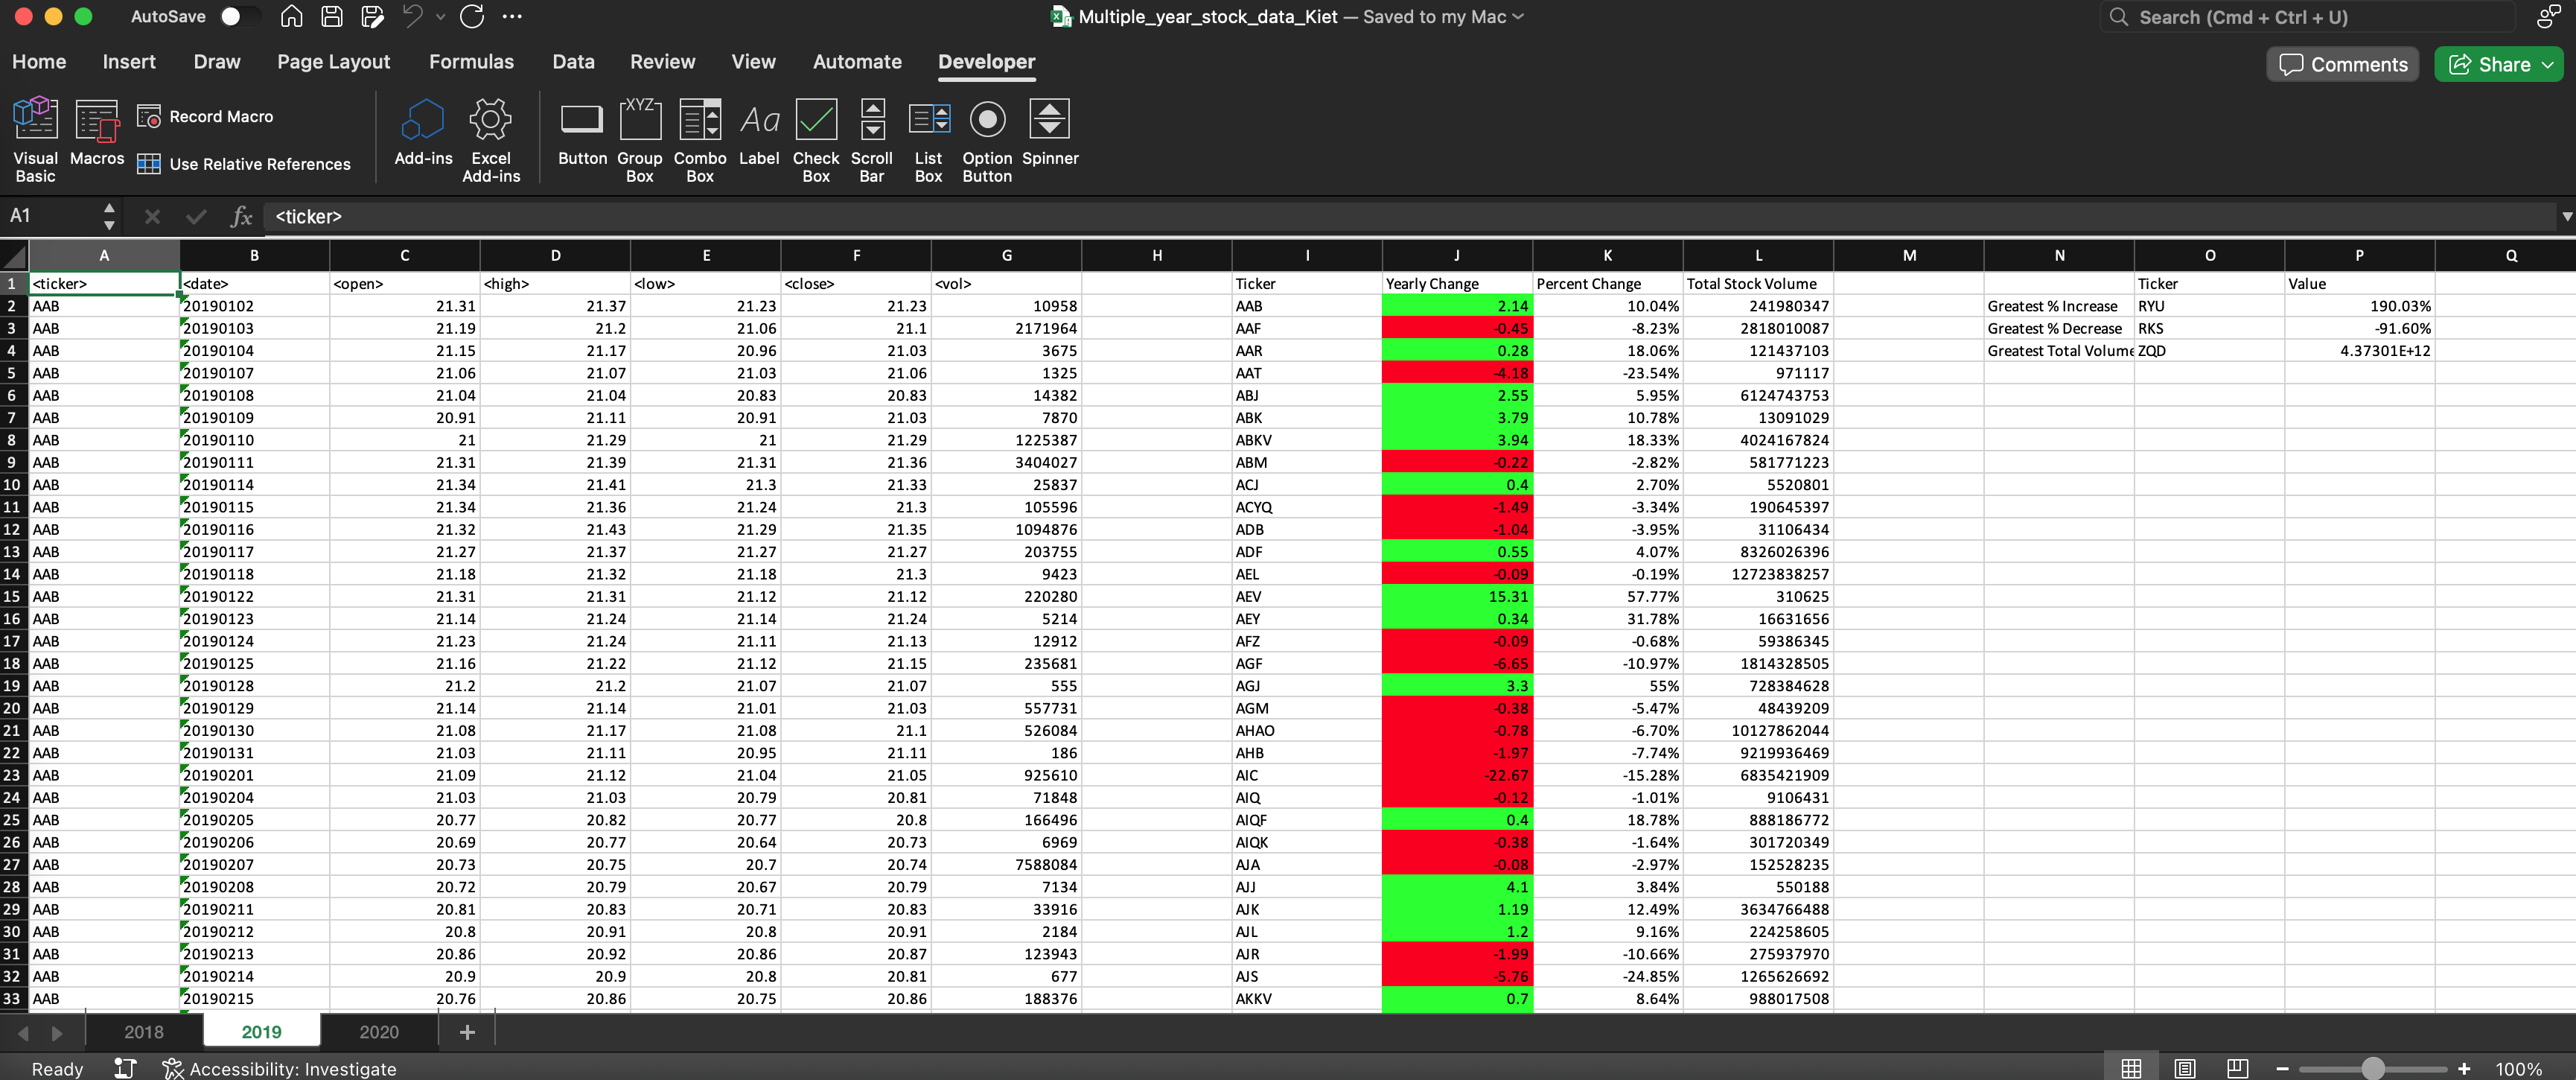 AutoSave
Multiple_year_stock_data_Kiet — Saved to my Mac
Search (Cmd + Ctrl + U)
Home Insert Draw Page Layout Formulas Data Review View Automate Developer
Comments Share
Visual Basic
Macros
Record Macro
Use Relative References
Add-ins
Excel Add-ins
Button
XYZ
Group Box
Combo Box
Aa
Label
Check Box
Scroll Bar
List Box
Option Button
Spinner
A1 fx <ticker>
A B C D E F G H I J K L M N O P Q
1 <ticker> <date> <open> <high> <low> <close> <vol> Ticker Yearly Change Percent Change Total Stock Volume Ticker Value
2 AAB 20190102 21.31 21.37 21.23 21.23 10958 AAB 2.14 10.04% 241980347 Greatest % Increase RYU 190.03%
3 AAB 20190103 21.19 21.2 21.06 21.1 2171964 AAF -0.45 -8.23% 2818010087 Greatest % Decrease RKS -91.60%
4 AAB 20190104 21.15 21.17 20.96 21.03 3675 AAR 0.28 18.06% 121437103 Greatest Total Volume ZQD 4.37301E+12
5 AAB 20190107 21.06 21.07 21.03 21.06 1325 AAT -4.18 -23.54% 971117
6 AAB 20190108 21.04 21.04 20.83 20.83 14382 ABJ 2.55 5.95% 6124743753
7 AAB 20190109 20.91 21.11 20.91 21.03 7870 ABK 3.79 10.78% 13091029
8 AAB 20190110 21 21.29 21 21.29 1225387 ABKV 3.94 18.33% 4024167824
9 AAB 20190111 21.31 21.39 21.31 21.36 3404027 ABM -0.22 -2.82% 581771223
10 AAB 20190114 21.34 21.41 21.3 21.33 25837 ACJ 0.4 2.70% 5520801
11 AAB 20190115 21.34 21.36 21.24 21.3 105596 ACYQ -1.49 -3.34% 190645397
12 AAB 20190116 21.32 21.43 21.29 21.35 1094876 ADB -1.04 -3.95% 31106434
13 AAB 20190117 21.27 21.37 21.27 21.27 203755 ADF 0.55 4.07% 8326026396
14 AAB 20190118 21.18 21.32 21.18 21.3 9423 AEL -0.09 -0.19% 12723838257
15 AAB 20190122 21.31 21.31 21.12 21.12 220280 AEV 15.31 57.77% 310625
16 AAB 20190123 21.14 21.24 21.14 21.24 5214 AEY 0.34 31.78% 16631656
17 AAB 20190124 21.23 21.24 21.11 21.13 12912 AFZ -0.09 -0.68% 59386345
18 AAB 20190125 21.16 21.22 21.12 21.15 235681 AGF -6.65 -10.97% 1814328505
19 AAB 20190128 21.2 21.2 21.07 21.07 555 AGJ 3.3 55% 728384628
20 AAB 20190129 21.14 21.14 21.01 21.03 557731 AGM -0.38 -5.47% 48439209
21 AAB 20190130 21.08 21.17 21.08 21.1 526084 AHAO -0.78 -6.70% 10127862044
22 AAB 20190131 21.03 21.11 20.95 21.11 186 AHB -1.97 -7.74% 9219936469
23 AAB 20190201 21.09 21.12 21.04 21.05 925610 AIC -22.67 -15.28% 6835421909
24 AAB 20190204 21.03 21.03 20.79 20.81 71848 AIQ -0.12 -1.01% 9106431
25 AAB 20190205 20.77 20.82 20.77 20.8 166496 AIQF 0.4 18.78% 888186772
26 AAB 20190206 20.69 20.77 20.64 20.73 6969 AIQK -0.38 -1.64% 301720349
27 AAB 20190207 20.73 20.75 20.7 20.74 7588084 AJA -0.08 -2.97% 152528235
28 AAB 20190208 20.72 20.79 20.67 20.79 7134 AJJ 4.1 3.84% 550188
29 AAB 20190211 20.81 20.83 20.71 20.83 33916 AJK 1.19 12.49% 3634766488
30 AAB 20190212 20.8 20.91 20.8 20.91 2184 AJL 1.2 9.16% 224258605
31 AAB 20190213 20.86 20.92 20.86 20.87 123943 AJR -1.99 -10.66% 275937970
32 AAB 20190214 20.9 20.9 20.8 20.81 677 AJS -5.76 -24.85% 1265626692
33 AAB 20190215 20.76 20.86 20.75 20.86 188376 AKKV 0.7 8.64% 988017508
2018 2019 2020 +
Ready Accessibility: Investigate 100%